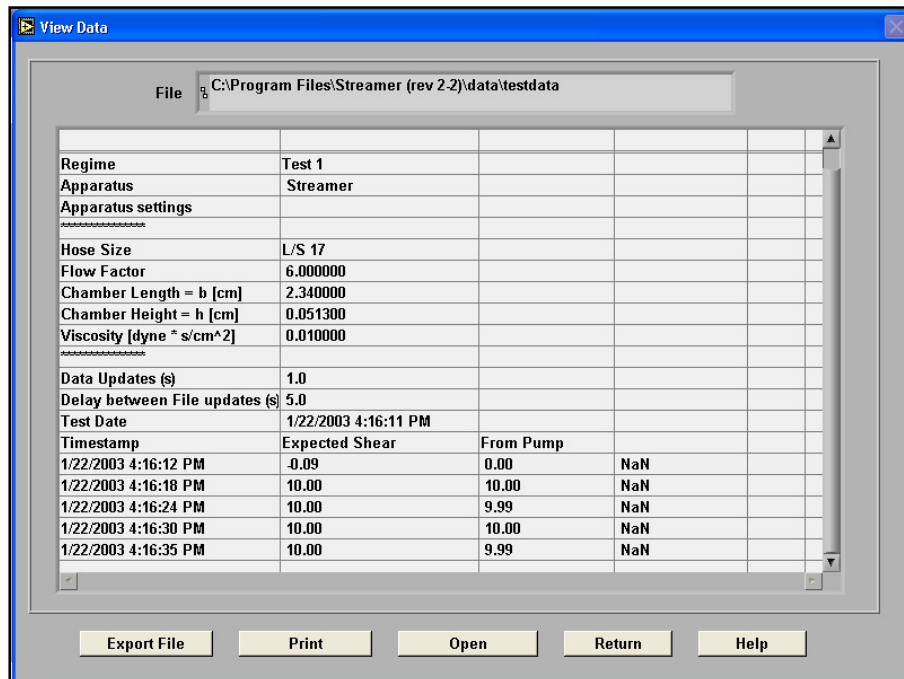 View Data
File C:\Program Files\Streamer (rev 2-2)\data\testdata
Regime Test 1
Apparatus Streamer
Apparatus settings
***************
Hose Size L/S 17
Flow Factor 6.000000
Chamber Length = b [cm] 2.340000
Chamber Height = h [cm] 0.051300
Viscosity [dyne * s/cm^2] 0.010000
***************
Data Updates (s) 1.0
Delay between File updates (s) 5.0
Test Date 1/22/2003 4:16:11 PM
Timestamp Expected Shear From Pump
1/22/2003 4:16:12 PM -0.09 0.00 NaN
1/22/2003 4:16:18 PM 10.00 10.00 NaN
1/22/2003 4:16:24 PM 10.00 9.99 NaN
1/22/2003 4:16:30 PM 10.00 10.00 NaN
1/22/2003 4:16:35 PM 10.00 9.99 NaN
Export File Print Open Return Help